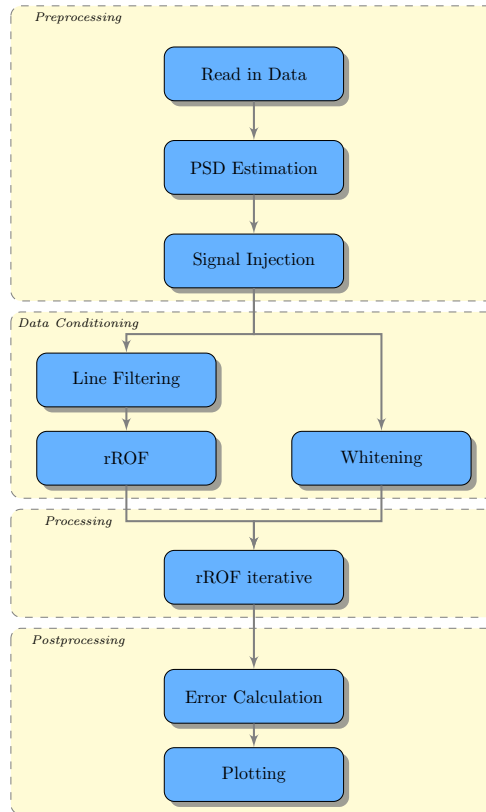 Preprocessing
Read in Data
PSD Estimation
Signal Injection
Data Conditioning
Line Filtering
rROF
Whitening
Processing
rROF iterative
Postprocessing
Error Calculation
Plotting